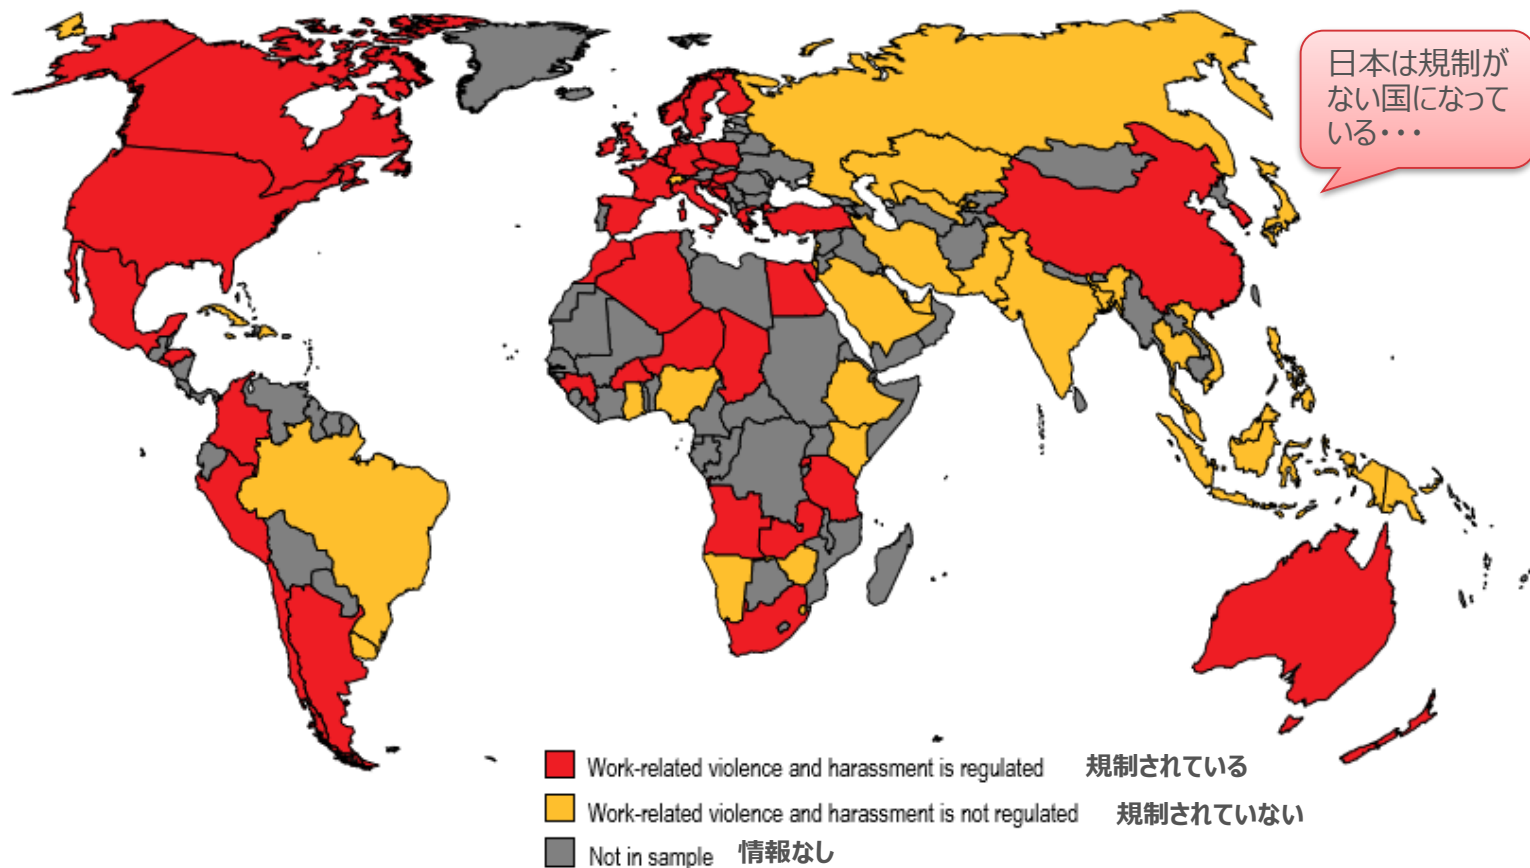 日本は規制が
ない国になって
いる・・・
Work-related violence and harassment is regulated 規制されている
Work-related violence and harassment is not regulated 規制されていない
Not in sample 情報なし